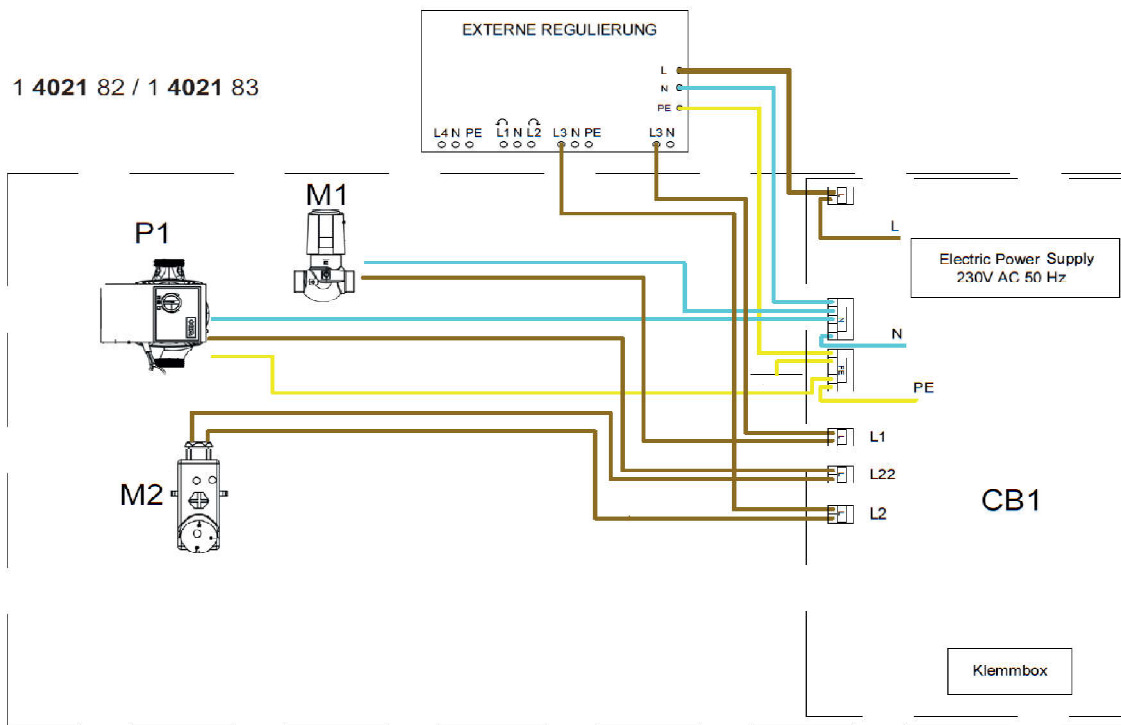 EXTERNE REGULIERUNG
1 4021 82 / 1 4021 83
L
N
PE
L4 N PE L1 N L2 L3 N PE L3 N
M1
P1
L
Electric Power Supply
230V AC 50 Hz
N
N
PE
PE
L1
L22
M2
CB1
L2
Klemmbox